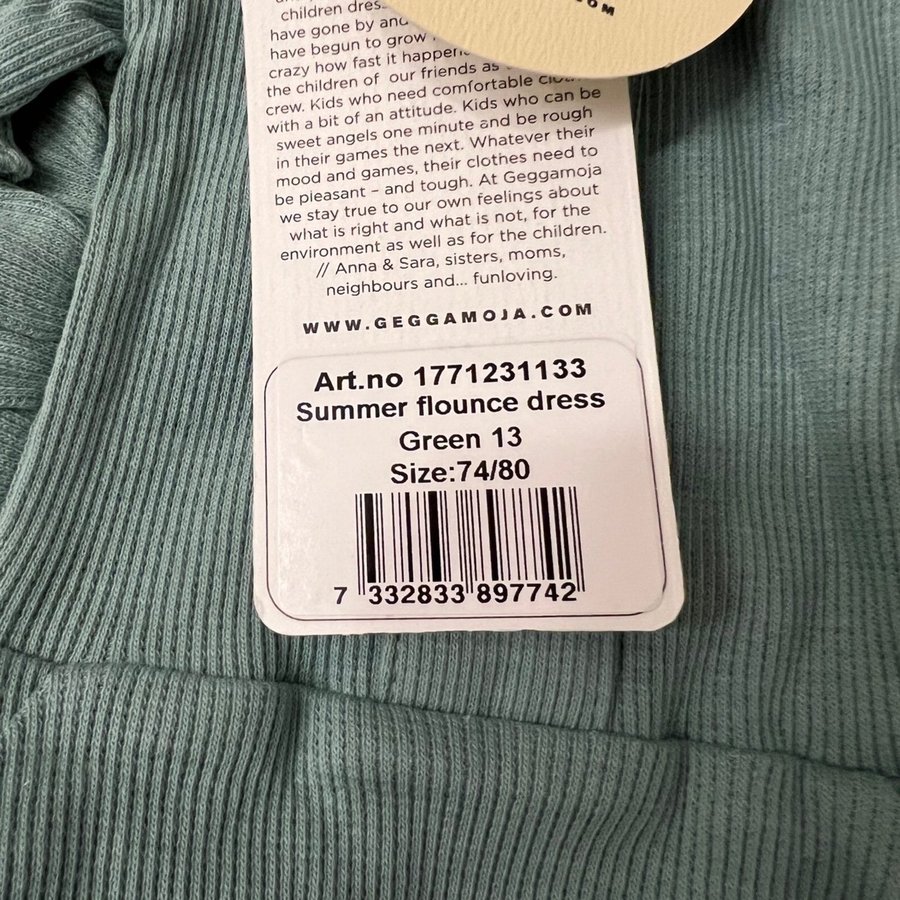 children
have gone by and
have begun to grow
crazy how fast it
the children of our friends as
crew. Kids who need comfortable
with a bit of an attitude. Kids who can be
sweet angels one minute and be rough
in their games the next. Whatever their
mood and games, their clothes need to
be pleasant – and tough. At Geggamoja
we stay true to our own feelings about
what is right and what is not, for the
environment as well as for the children.
// Anna & Sara, sisters, moms,
neighbours and... funloving.
WWW.GEGGAMOJA.COM
Art.no 1771231133
Summer flounce dress
Green 13
Size:74/80
7 332833 897742